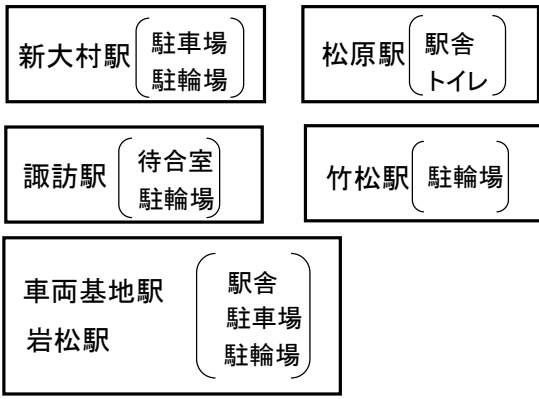 新大村駅
駐車場
駐輪場
松原駅
駅舎
トイレ
諏訪駅
待合室
駐輪場
竹松駅
駐輪場
車両基地駅
岩松駅
駅舎
駐車場
駐輪場